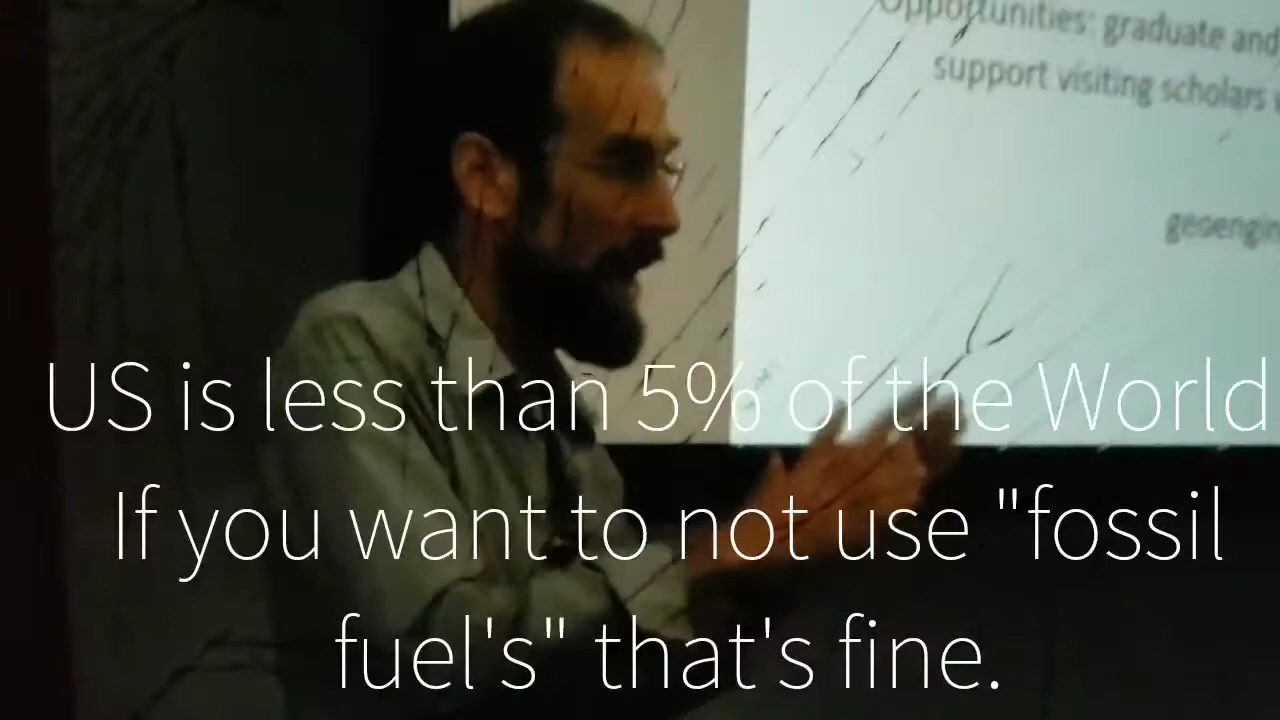 Opportunities: graduate and
support visiting scholars
US is less than 5% of the World
If you want to not use "fossil
fuel's" that's fine.